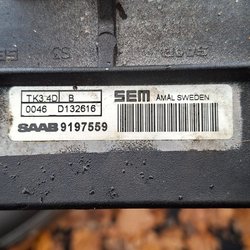 TK3 4D B
SEM ÅMÅL SWEDEN
0046 D132616
SAAB 9197559